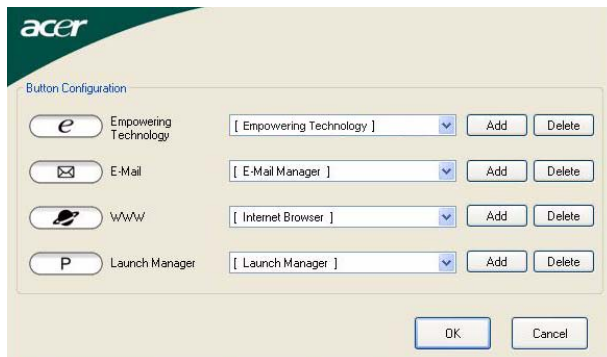 acer
Button Configuration
e Empowering Technology [ Empowering Technology ] Add Delete
E-Mail [ E-Mail Manager ] Add Delete
WWW [ Internet Browser ] Add Delete
P Launch Manager [ Launch Manager ] Add Delete
OK Cancel